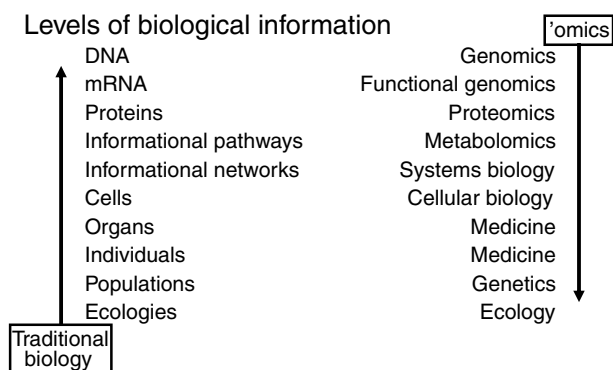 Levels of biological information
'omics
DNA Genomics
mRNA Functional genomics
Proteins Proteomics
Informational pathways Metabolomics
Informational networks Systems biology
Cells Cellular biology
Organs Medicine
Individuals Medicine
Populations Genetics
Ecologies Ecology
Traditional
biology